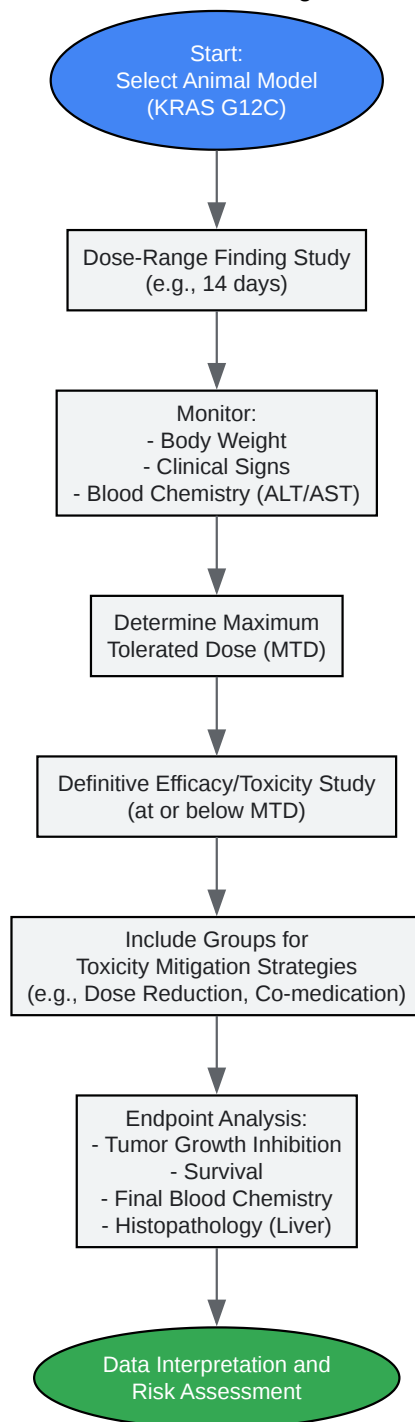 Start:
Select Animal Model
(KRAS G12C)
Dose-Range Finding Study
(e.g., 14 days)
Monitor:
- Body Weight
- Clinical Signs
- Blood Chemistry (ALT/AST)
Determine Maximum
Tolerated Dose (MTD)
Definitive Efficacy/Toxicity Study
(at or below MTD)
Include Groups for
Toxicity Mitigation Strategies
(e.g., Dose Reduction, Co-medication)
Endpoint Analysis:
- Tumor Growth Inhibition
- Survival
- Final Blood Chemistry
- Histopathology (Liver)
Data Interpretation and
Risk Assessment